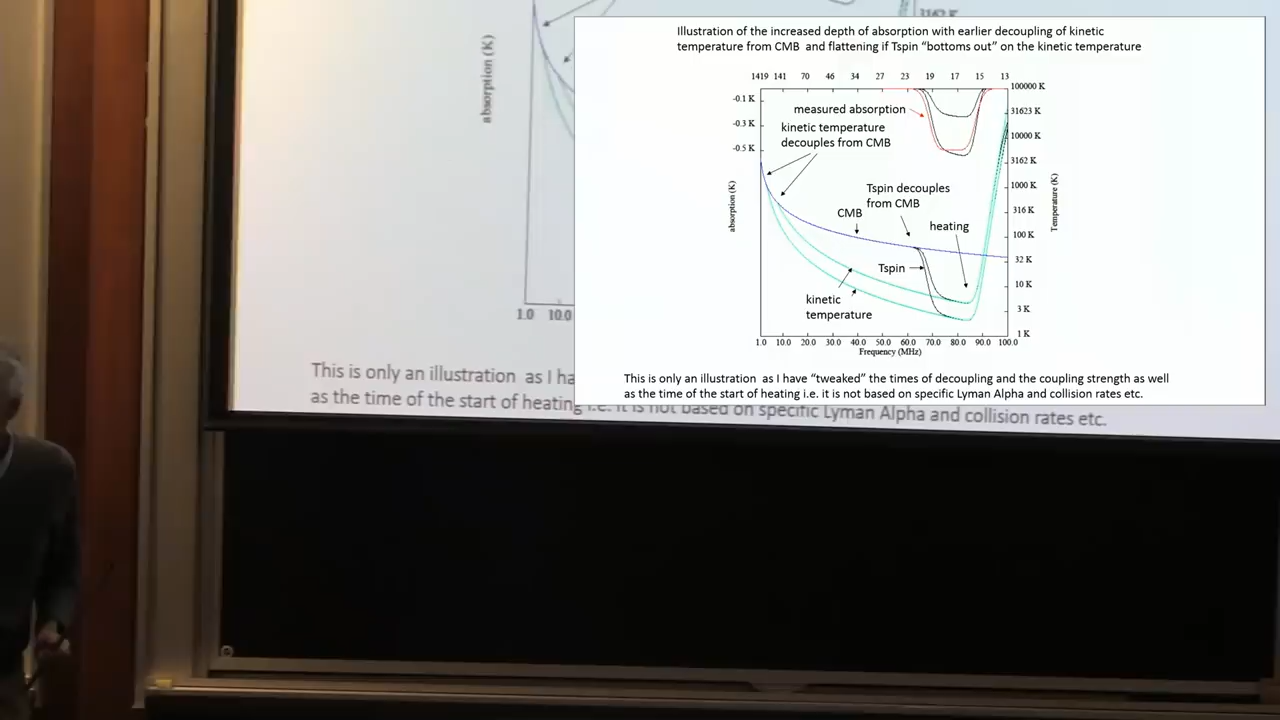 absorption (K)
1.0 10.0
This is only an illustration as I ha
as the time of the start of heating i.e. it is not based on specific Lyman Alpha and collision rates etc.
Illustration of the increased depth of absorption with earlier decoupling of kinetic
temperature from CMB and flattening if Tspin “bottoms out” on the kinetic temperature
1419 141 70 46 34 27 23 19 17 15 13
-0.1 K
-0.3 K
-0.5 K
absorption (K)
measured absorption
kinetic temperature
decouples from CMB
Tspin decouples
from CMB
CMB
heating
Tspin
kinetic
temperature
100000 K
31623 K
10000 K
3162 K
1000 K
316 K
100 K
32 K
10 K
3 K
1 K
Temperature (K)
1.0 10.0 20.0 30.0 40.0 50.0 60.0 70.0 80.0 90.0 100.0
Frequency (MHz)
This is only an illustration as I have “tweaked” the times of decoupling and the coupling strength as well
as the time of the start of heating i.e. it is not based on specific Lyman Alpha and collision rates etc.